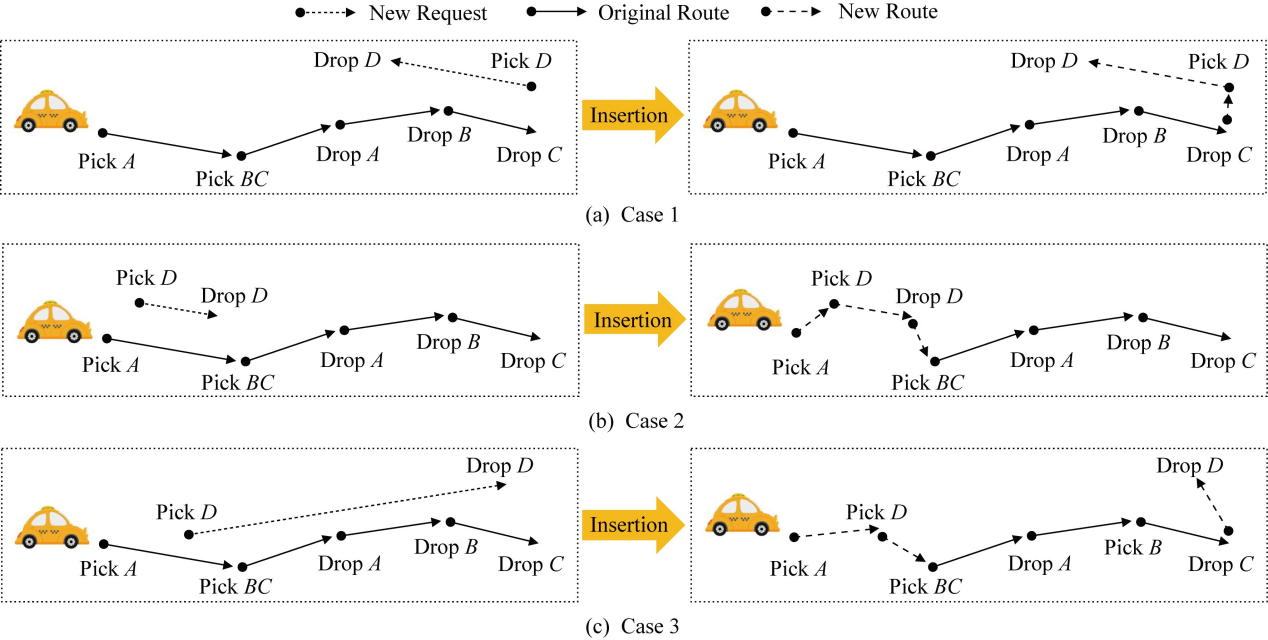 New Request Original Route New Route
Drop D Pick D
Pick A Pick BC Drop A Drop B Drop C
Insertion
Drop D Pick D
Pick A Pick BC Drop A Drop B Drop C
(a) Case 1
Pick D Drop D
Pick A Pick BC Drop A Drop B Drop C
Insertion
Pick D Drop D
Pick A Pick BC Drop A Drop B Drop C
(b) Case 2
Drop D
Pick D
Pick A Pick BC Drop A Drop B Drop C
Insertion
Drop D
Pick D
Pick A Pick BC Drop A Pick B Drop C
(c) Case 3